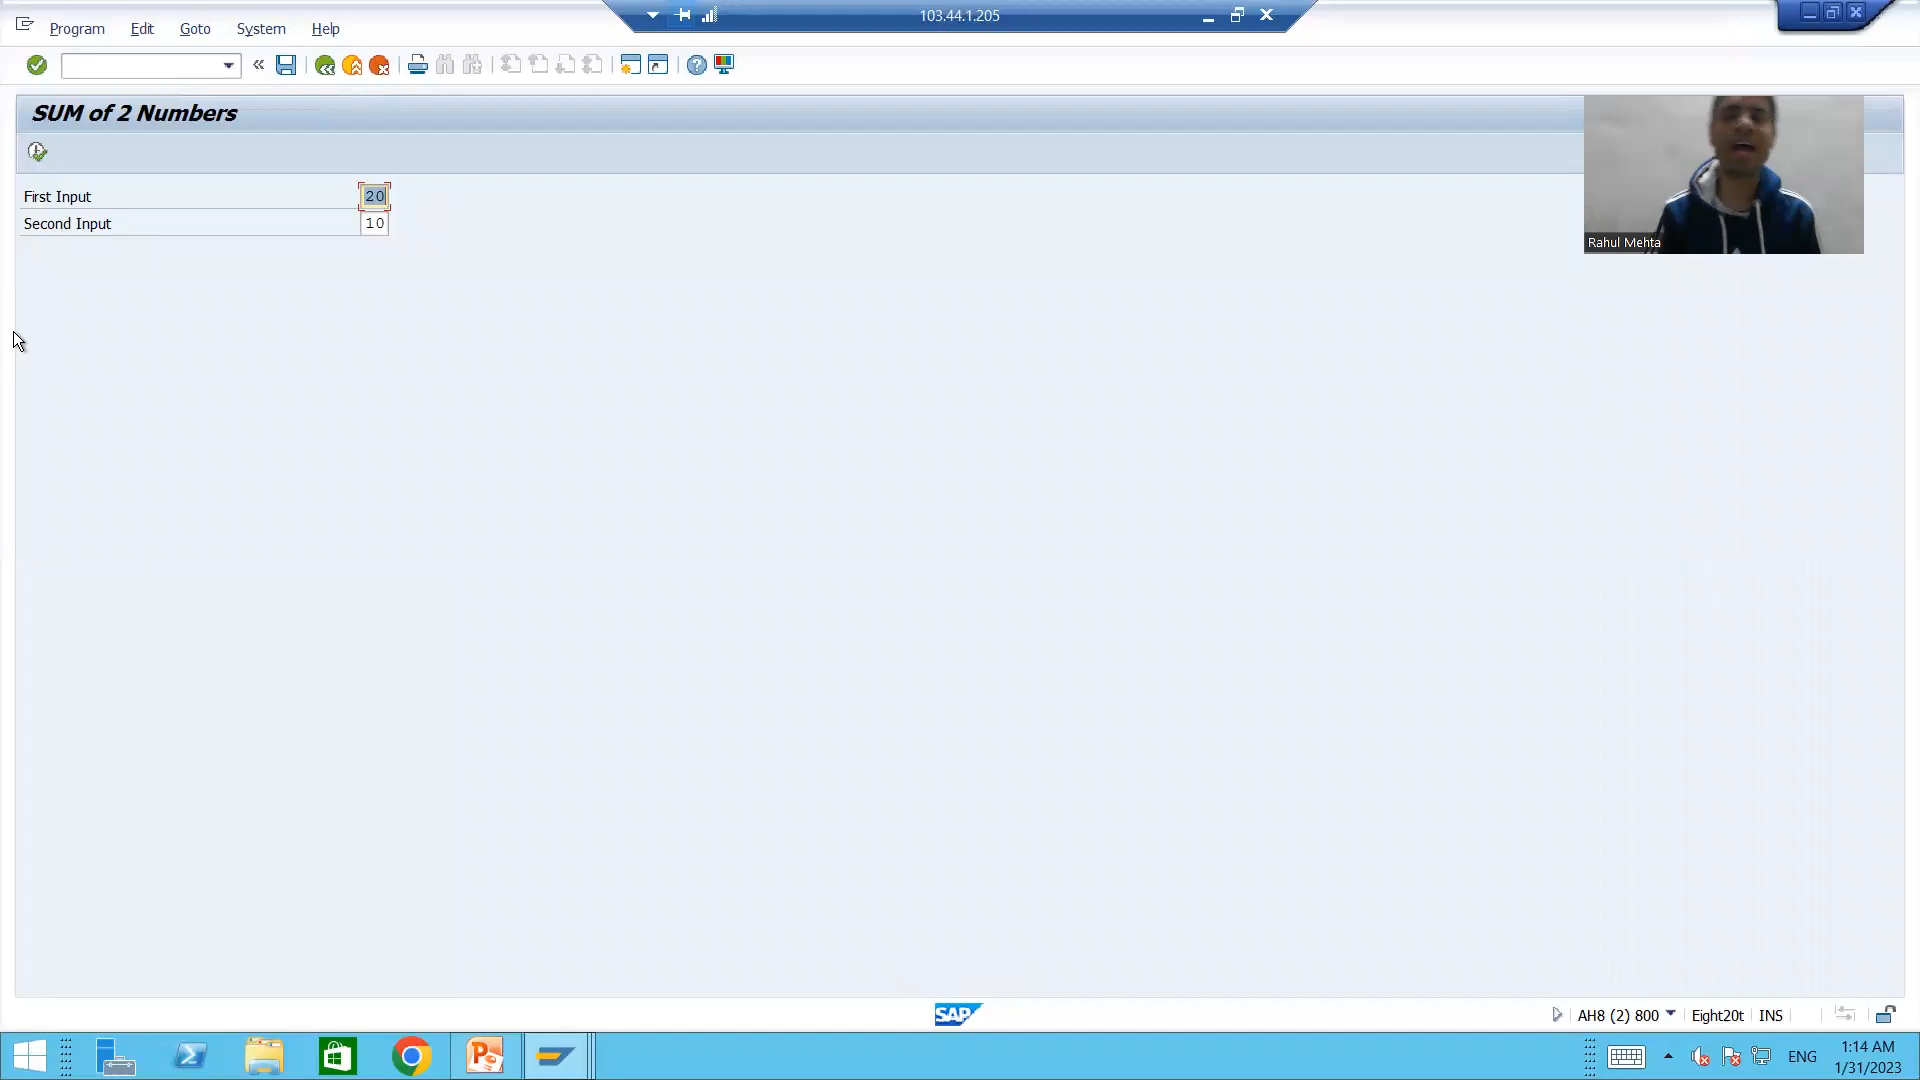 103.44.1.205
Program Edit Goto System Help
SUM of 2 Numbers
First Input 20
Second Input 10
Rahul Mehta
SAP
AH8 (2) 800 Eight20t INS
ENG
1:14 AM
1/31/2023